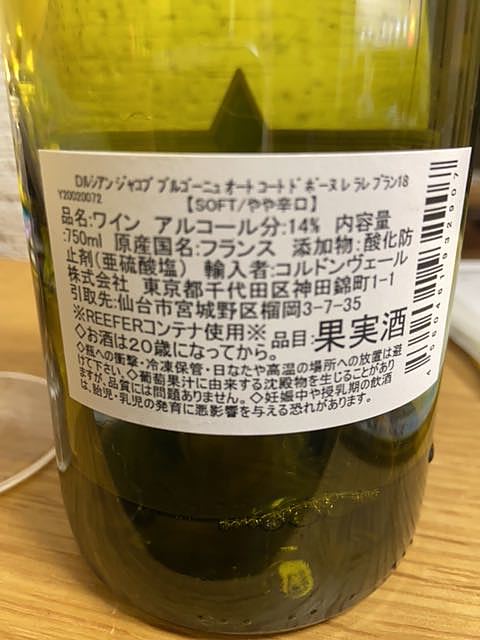 Dルシアン ジャコブ ブルゴーニュ オート コート ド ボーヌ レ ラレ ブラン18
Y20020072
【SOFT/やや辛口】
品名:ワイン アルコール分:14% 内容量
:750ml 原産国名:フランス 添加物:酸化防
止剤(亜硫酸塩) 輸入者:コルドンヴェール
株式会社 東京都千代田区神田錦町1-1
引取先:仙台市宮城野区榴岡3-7-35
※REEFERコンテナ使用※ 品目:果実酒
◇お酒は20歳になってから。
◇瓶への衝撃・冷凍保管・日なたや高温の場所への放置は避
けて下さい。◇葡萄果汁に由来する沈殿物を生じることがあり
ますが、品質には問題ありません。◇妊娠中や授乳期の飲酒
は、胎児・乳児の発育に悪影響を与える恐れがあります。